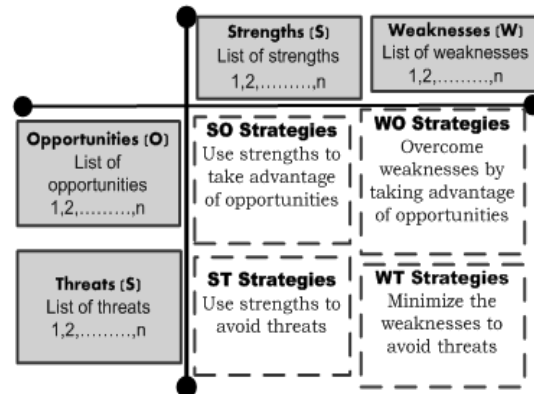 Strengths (S)
List of strengths
1,2,.........,n
Weaknesses (W)
List of weaknesses
1,2,.........,n
Opportunities (O)
List of
opportunities
1,2,.........,n
SO Strategies
Use strengths to
take advantage
of opportunities
WO Strategies
Overcome
weaknesses by
taking advantage
of opportunities
Threats (S)
List of threats
1,2,.........,n
ST Strategies
Use strengths to
avoid threats
WT Strategies
Minimize the
weaknesses to
avoid threats